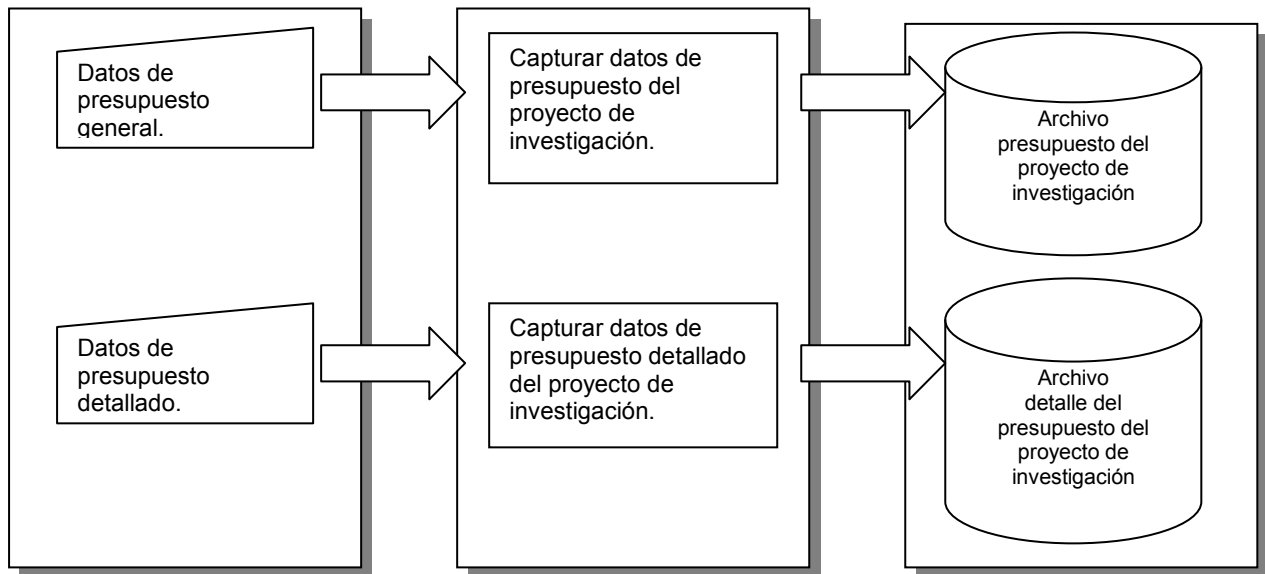 Datos de
presupuesto
general.
Capturar datos de
presupuesto del
proyecto de
investigación.
Archivo
presupuesto del
proyecto de
investigación
Datos de
presupuesto
detallado.
Capturar datos de
presupuesto detallado
del proyecto de
investigación.
Archivo
detalle del
presupuesto del
proyecto de
investigación